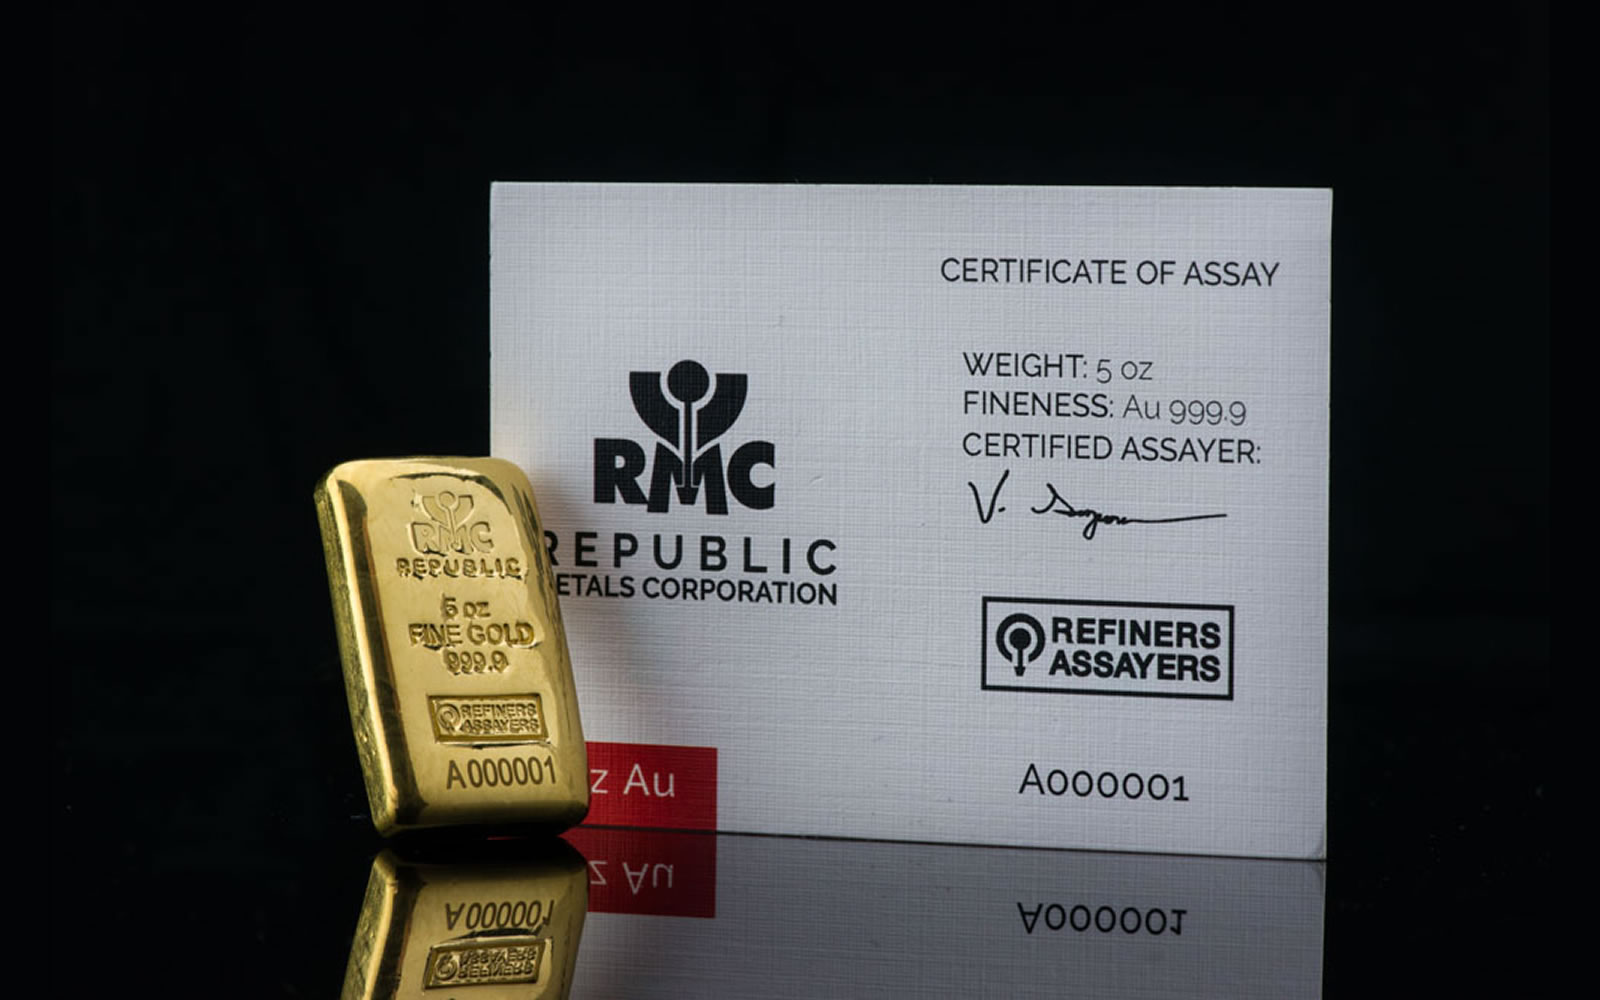 RMC
REPUBLIC
5 oz
FINE GOLD
999.9
REFINERS
ASSAYERS
A000001
RMC
REPUBLIC
ETALS CORPORATION
z Au
CERTIFICATE OF ASSAY
WEIGHT: 5 oz
FINENESS: Au 999.9
CERTIFIED ASSAYER:
REFINERS
ASSAYERS
A000001